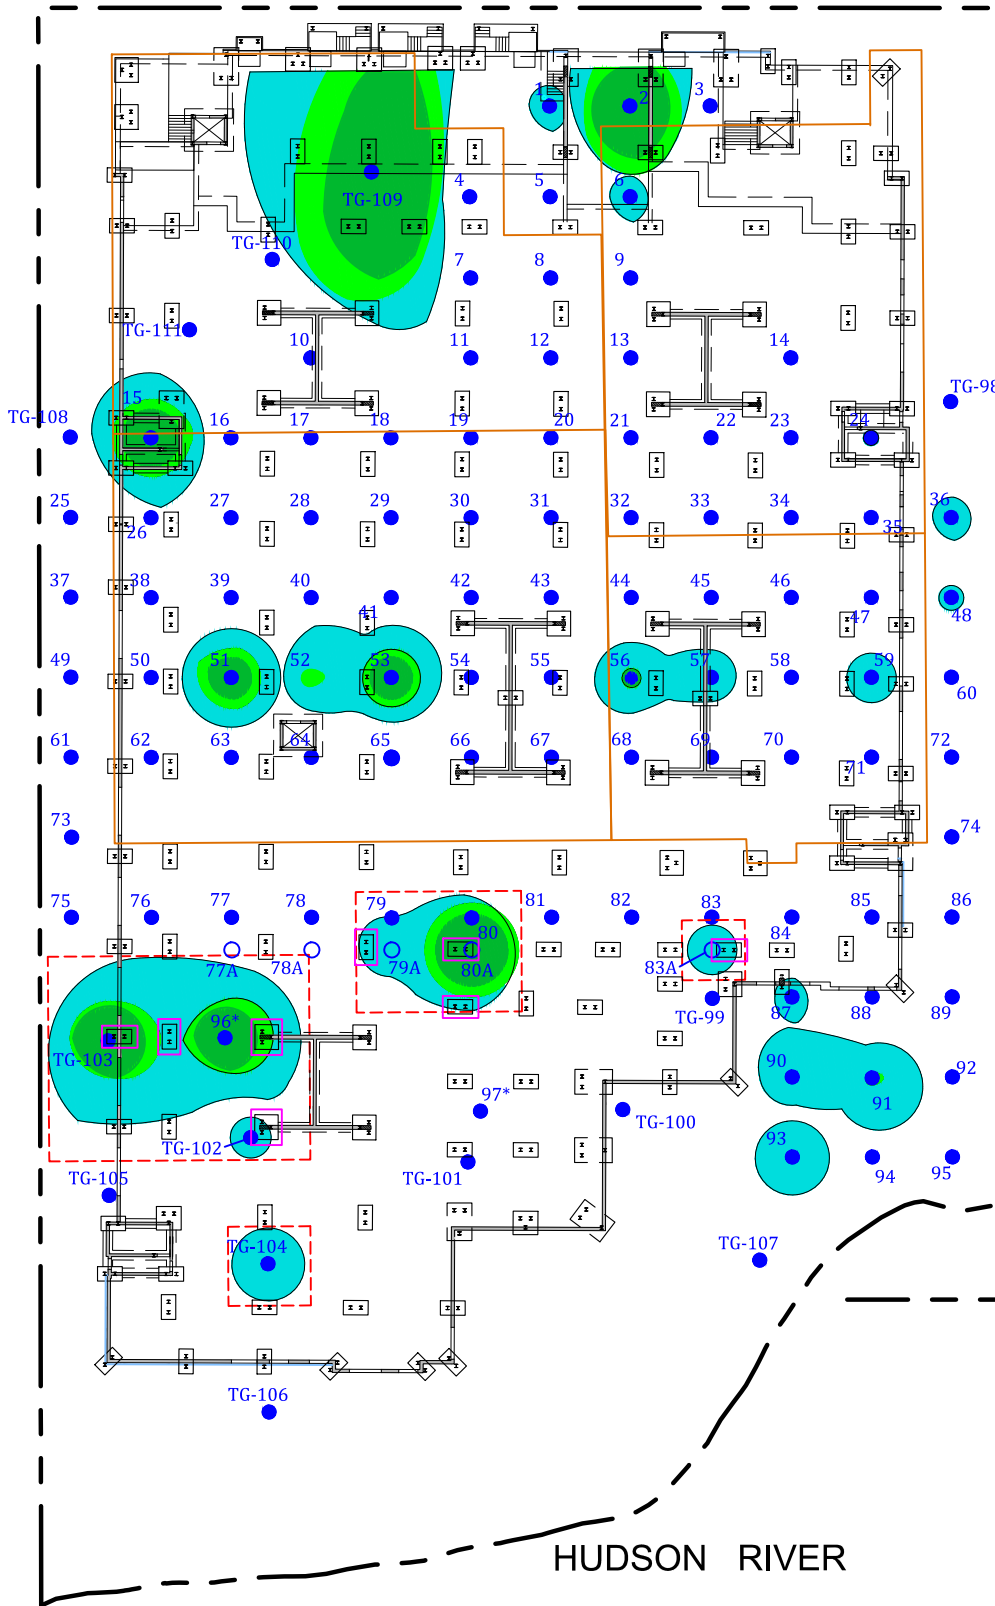 1 2 3
TG-109 4 5 6
TG-110
7 8 9
TG-111
10 11 12 13 14
TG-98
15
TG-108 16 17 18 19 20 21 22 23 24
25 26 27 28 29 30 31 32 33 34 35 36
37 38 39 40 41 42 43 44 45 46 47 48
49 50 51 52 53 54 55 56 57 58 59 60
61 62 63 64 65 66 67 68 69 70 71 72
73 74
75 76 77 78 79 80 81 82 83 84 85 86
77A 78A 79A 80A 83A
TG-99 87 88 89
TG-103 96*
90 91 92
97*
TG-100
TG-102
TG-101 93 94 95
TG-105
TG-104 TG-107
TG-106
HUDSON RIVER